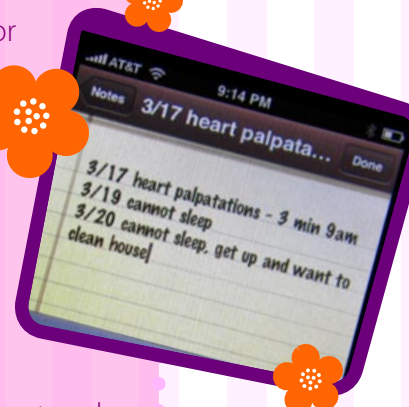 or
AT&T
9:14 PM
Notes
3/17 heart palpata...
Done
3/17 heart palpatations - 3 min 9am
3/19 cannot sleep
3/20 cannot sleep, get up and want to
clean house